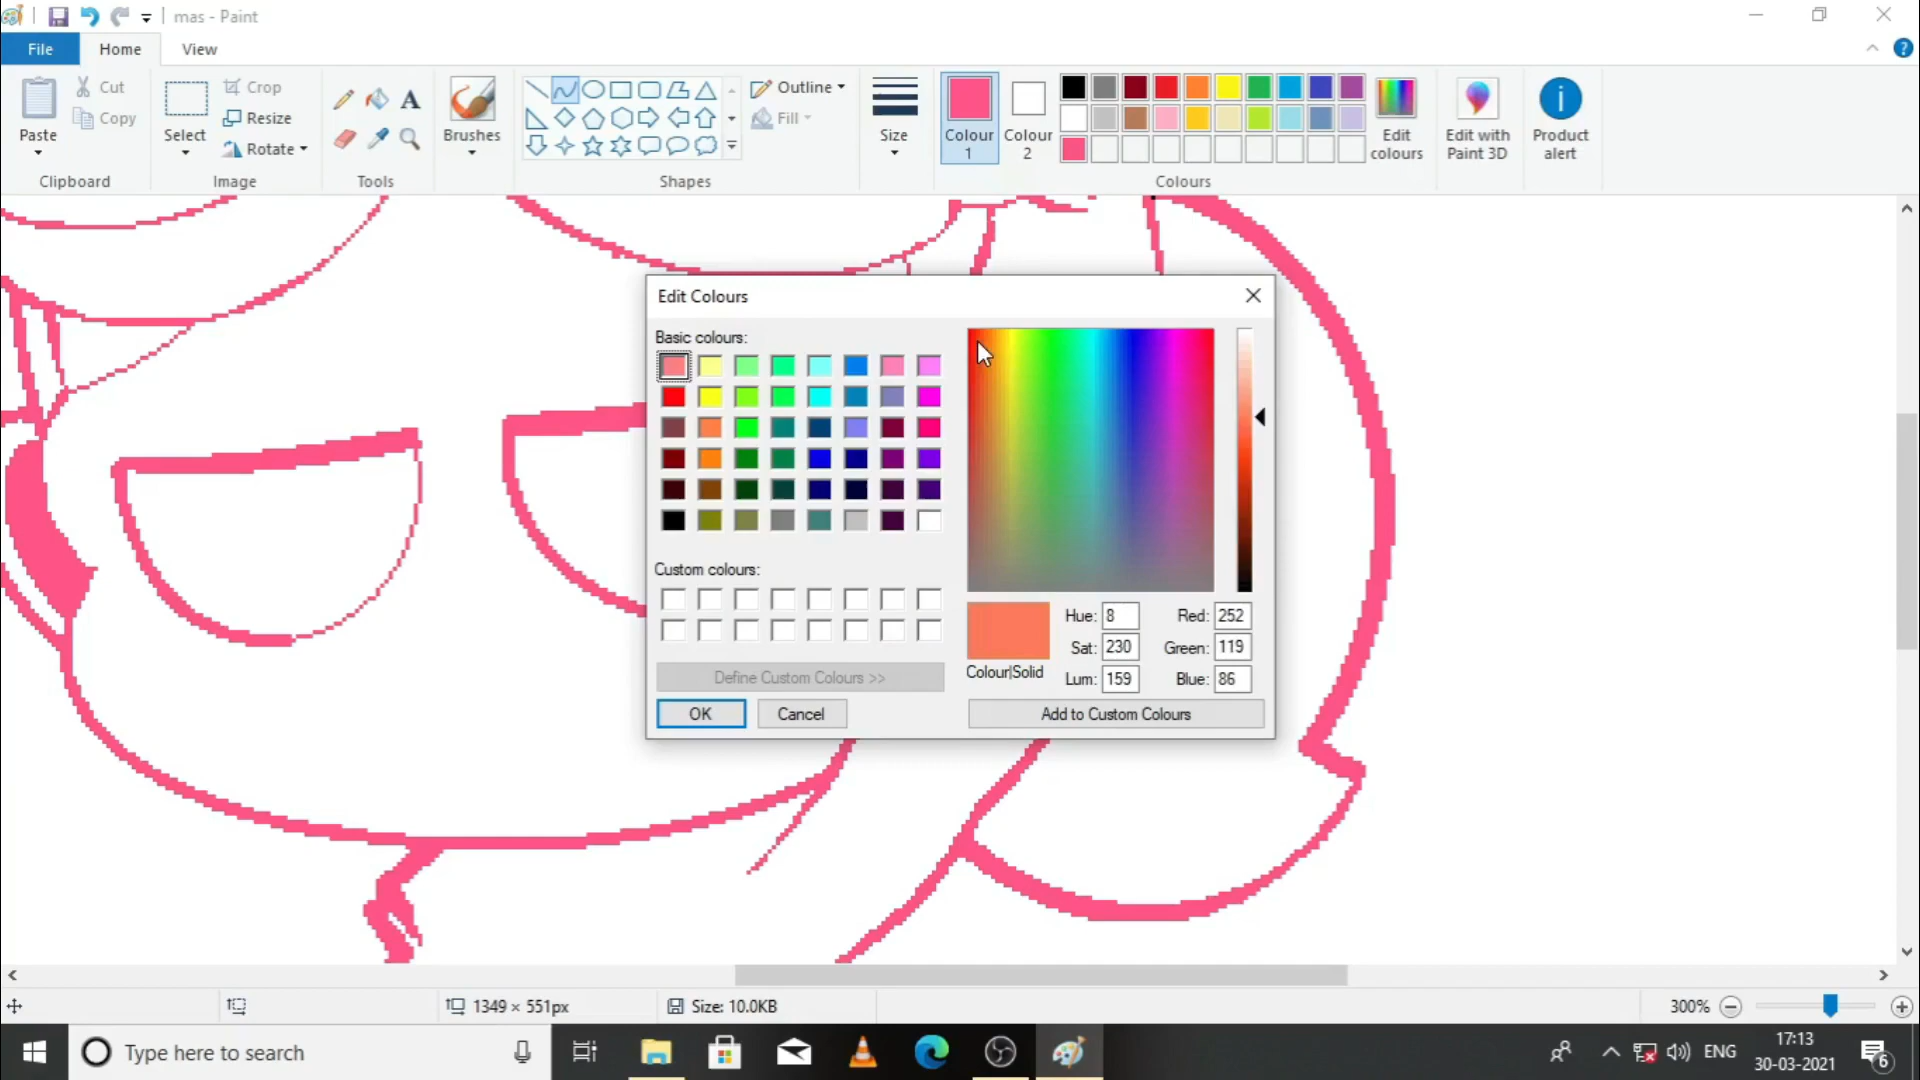 mas - Paint
File Home View
Paste
Cut
Copy
Clipboard
Select
Crop
Resize
Rotate
Image
Tools
Brushes
Shapes
Outline
Fill
Size
Colour 1
Colour 2
Colours
Edit colours
Edit with Paint 3D
Product alert
Edit Colours
Basic colours:
Custom colours:
Define Custom Colours >>
OK Cancel
Colour|Solid
Hue: 8
Sat: 230
Lum: 159
Red: 252
Green: 119
Blue: 86
Add to Custom Colours
1349 × 551px
Size: 10.0KB
300%
Type here to search
ENG
17:13
30-03-2021
6